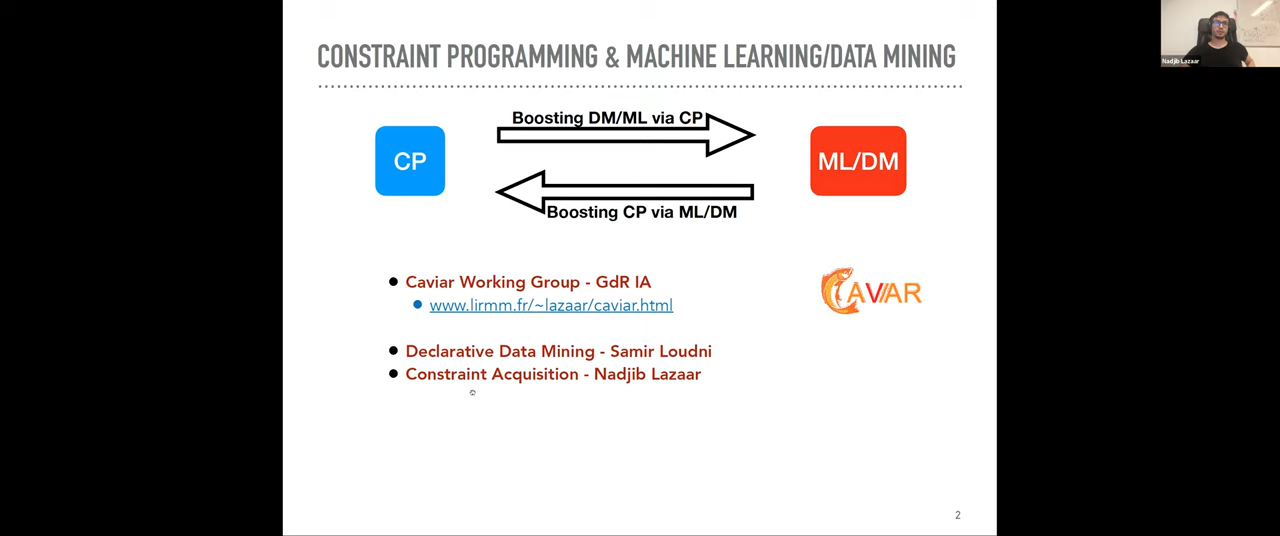 CONSTRAINT PROGRAMMING & MACHINE LEARNING/DATA MINING
Nadjib Lazaar
Boosting DM/ML via CP
CP
ML/DM
Boosting CP via ML/DM
Caviar Working Group - GdR IA
CAVIAR
www.lirmm.fr/~lazaar/caviar.html
Declarative Data Mining - Samir Loudni
Constraint Acquisition - Nadjib Lazaar
2